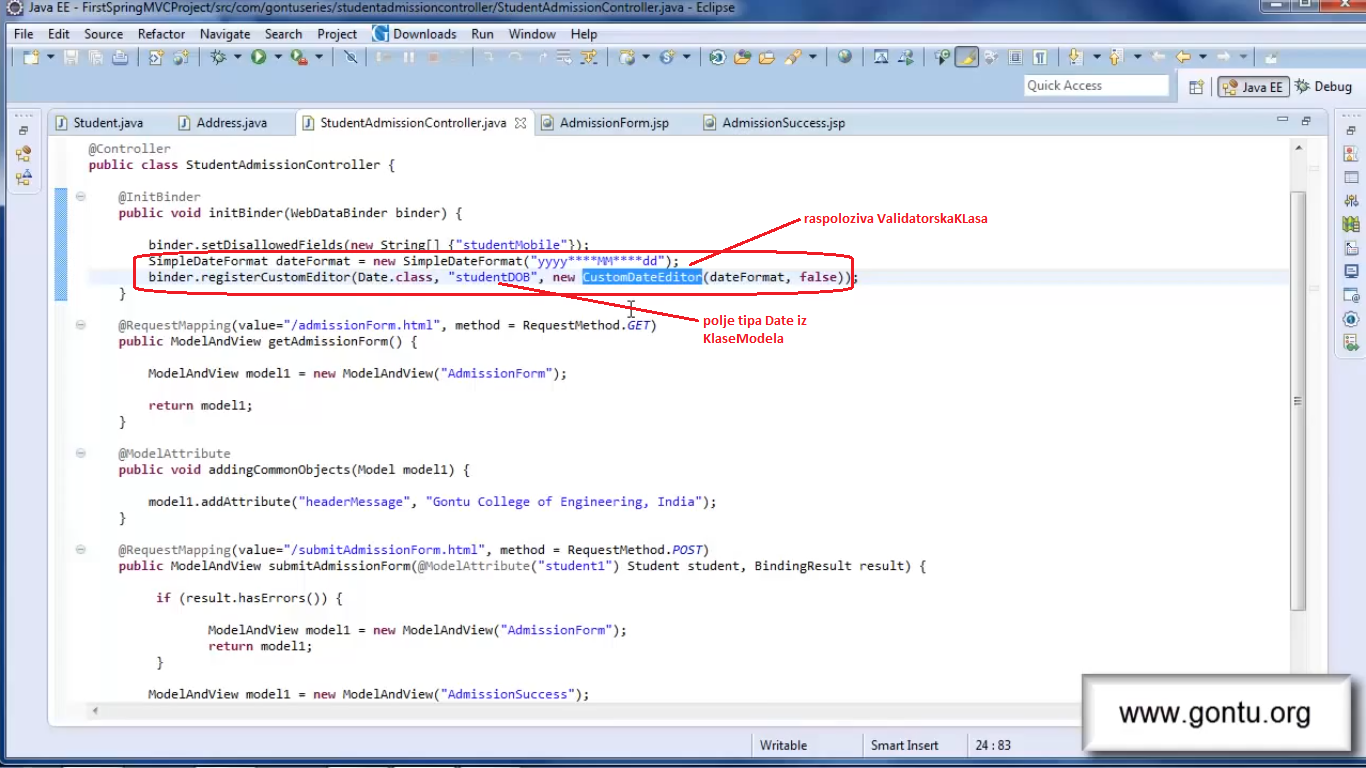 Java EE - FirstSpringMVCProject/src/com/gontuseries/studentadmissioncontroller/StudentAdmissionController.java - Eclipse
File Edit Source Refactor Navigate Search Project Downloads Run Window Help
Quick Access
Java EE
Debug
Student.java
Address.java
StudentAdmissionController.java
AdmissionForm.jsp
AdmissionSuccess.jsp
@Controller
public class StudentAdmissionController {
@InitBinder
public void initBinder(WebDataBinder binder) {
raspoloziva ValidatorskaKLasa
binder.setDisallowedFields(new String[] {"studentMobile"});
SimpleDateFormat dateFormat = new SimpleDateFormat("yyyy****MM****dd");
binder.registerCustomEditor(Date.class, "studentDOB", new CustomDateEditor(dateFormat, false));
}
polje tipa Date iz
KlaseModela
@RequestMapping(value="/admissionForm.html", method = RequestMethod.GET)
public ModelAndView getAdmissionForm() {
ModelAndView model1 = new ModelAndView("AdmissionForm");
return model1;
}
@ModelAttribute
public void addingCommonObjects(Model model1) {
model1.addAttribute("headerMessage", "Gontu College of Engineering, India");
}
@RequestMapping(value="/submitAdmissionForm.html", method = RequestMethod.POST)
public ModelAndView submitAdmissionForm(@ModelAttribute("student1") Student student, BindingResult result) {
if (result.hasErrors()) {
ModelAndView model1 = new ModelAndView("AdmissionForm");
return model1;
}
ModelAndView model1 = new ModelAndView("AdmissionSuccess");
www.gontu.org
Writable
Smart Insert
24 : 83